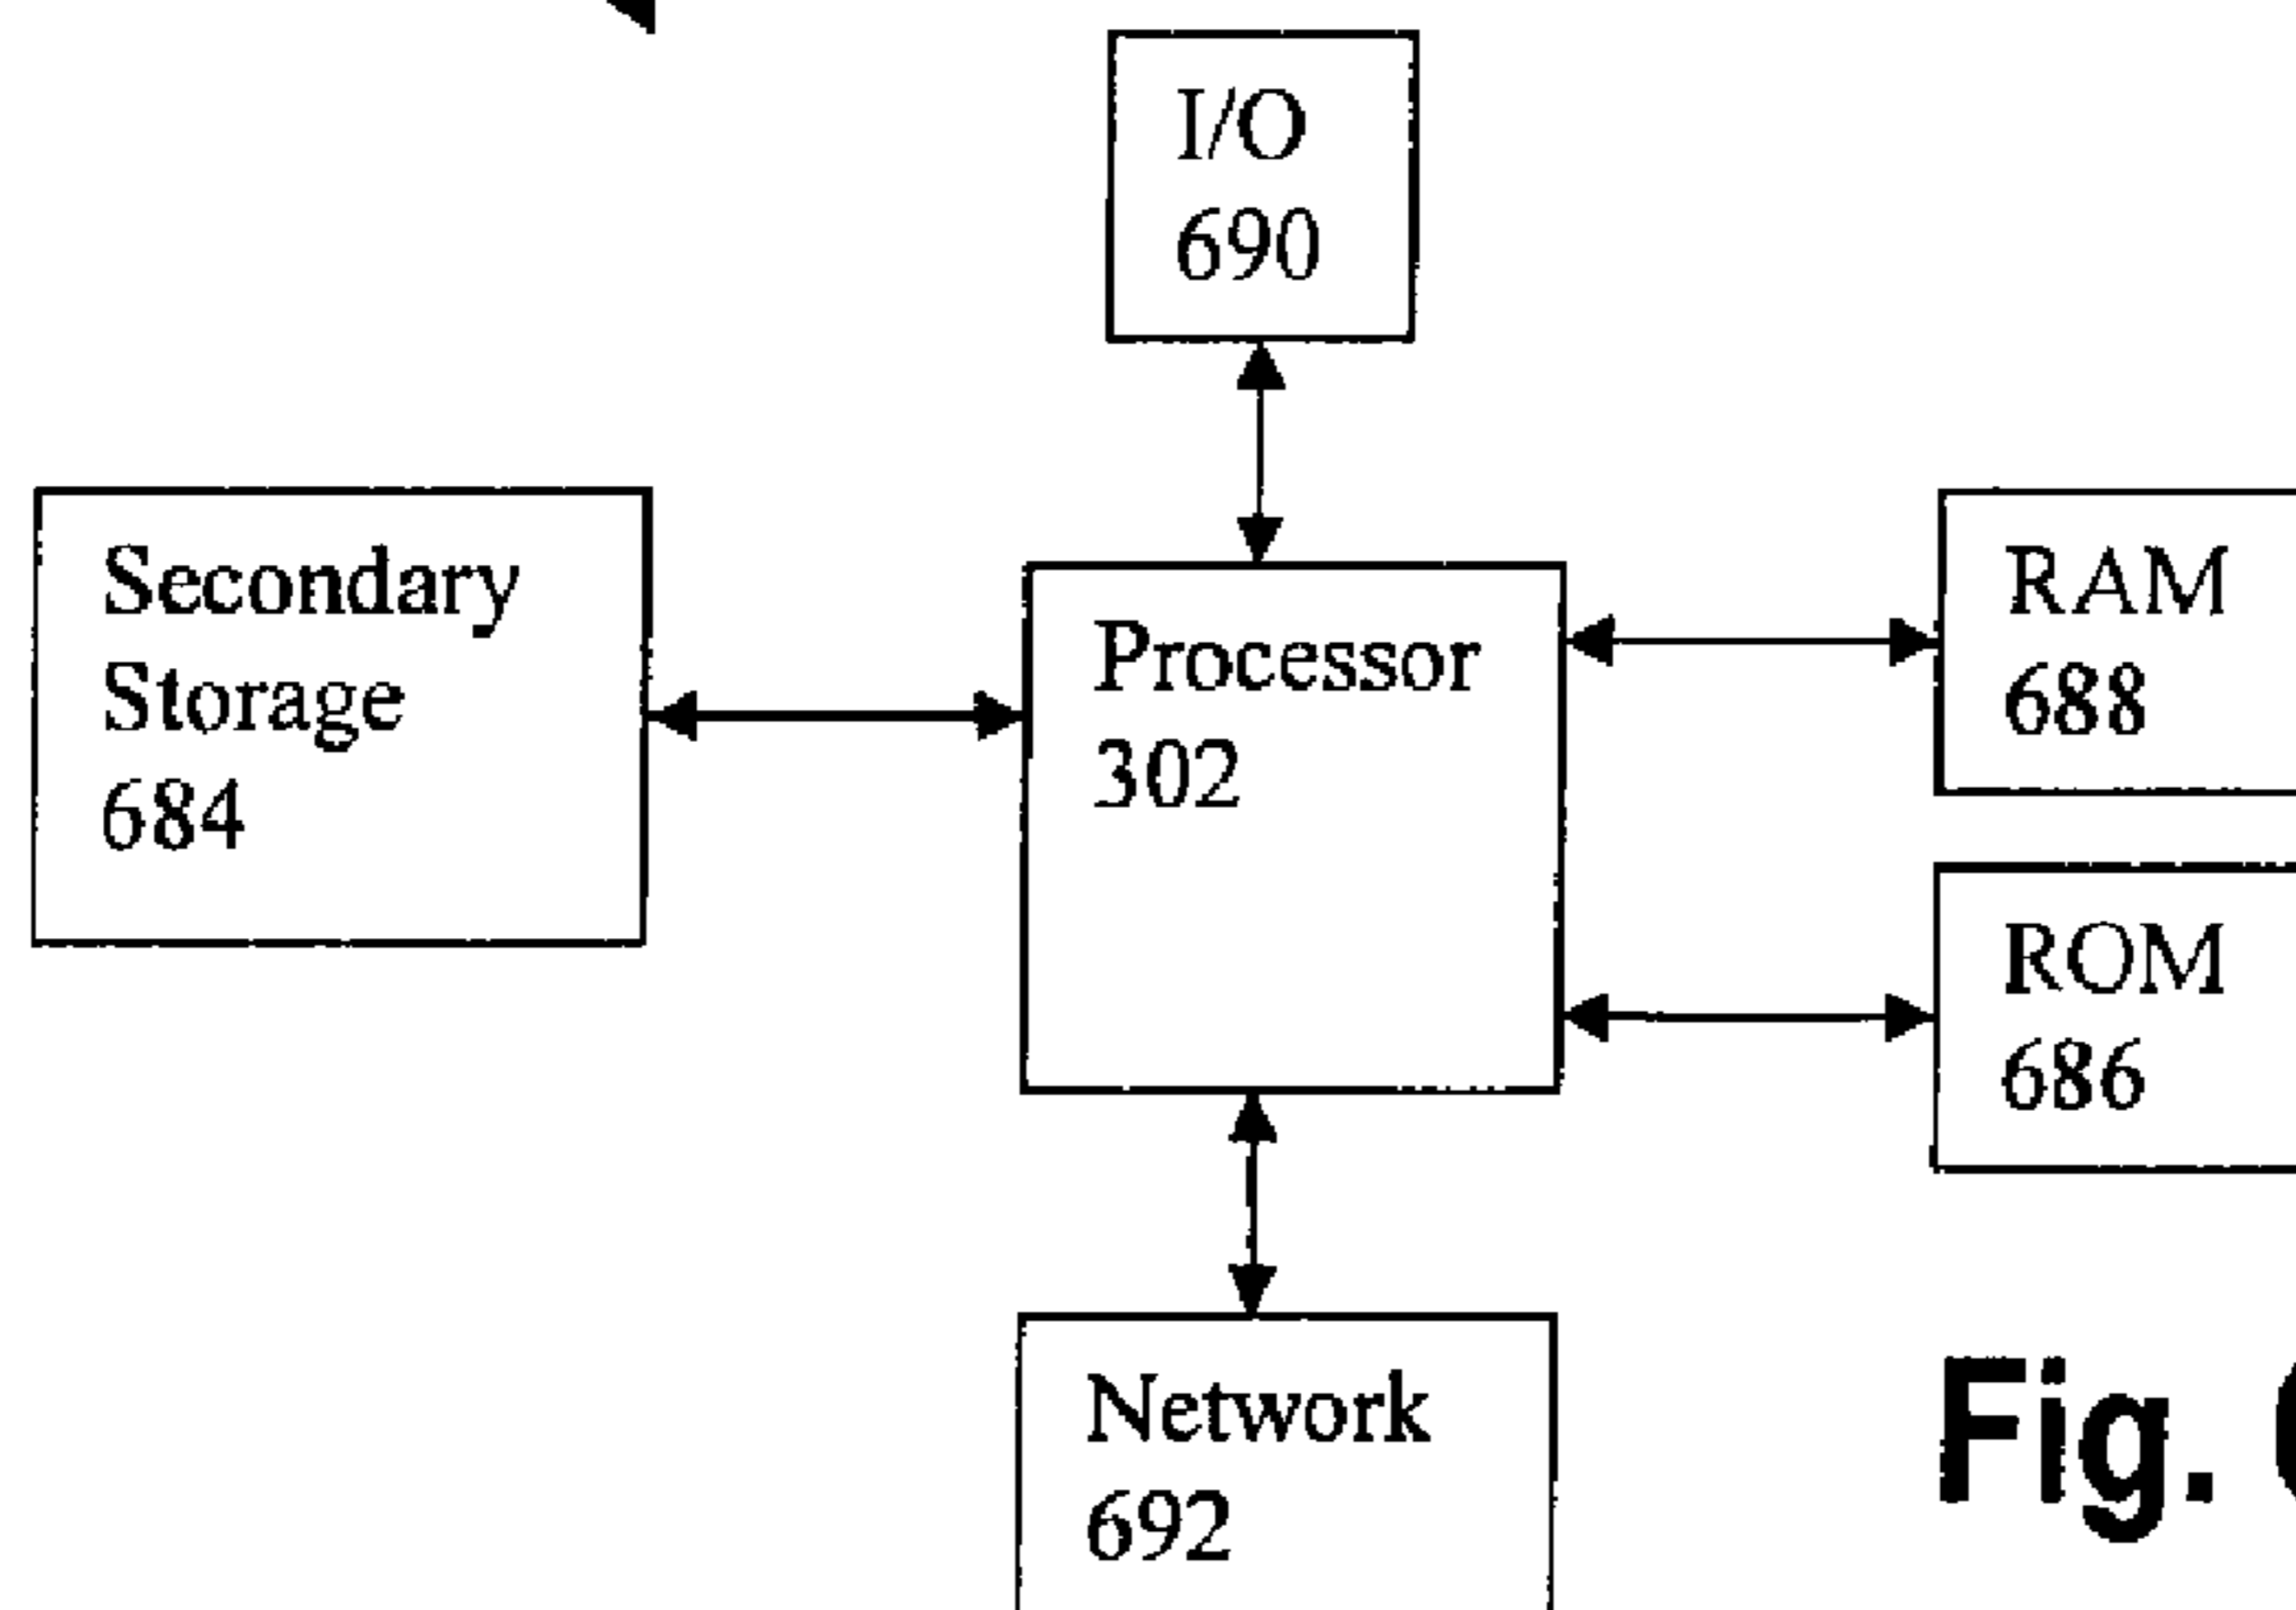 I/O
690
Secondary
Storage
684
Processor
302
RAM
688
ROM
686
Network
692
Fig.